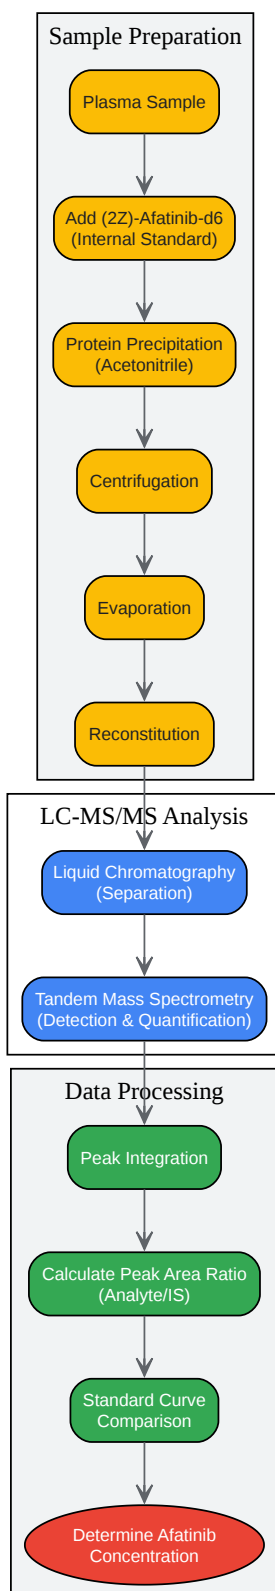 Sample Preparation
Plasma Sample
Add (2Z)-Afatinib-d6
(Internal Standard)
Protein Precipitation
(Acetonitrile)
Centrifugation
Evaporation
Reconstitution
LC-MS/MS Analysis
Liquid Chromatography
(Separation)
Tandem Mass Spectrometry
(Detection & Quantification)
Data Processing
Peak Integration
Calculate Peak Area Ratio
(Analyte/IS)
Standard Curve
Comparison
Determine Afatinib
Concentration